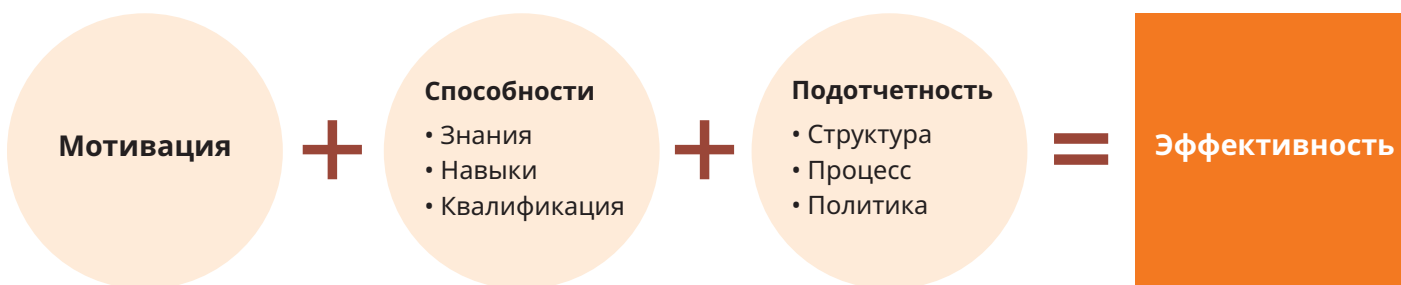 Мотивация
+
Способности
• Знания
• Навыки
• Квалификация
+
Подотчетность
• Структура
• Процесс
• Политика
=
Эффективность